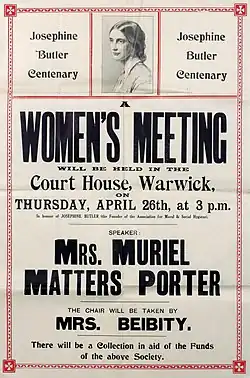 Josephine
Butler
Centenary
Josephine
Butler
Centenary
A
WOMEN'S MEETING
WILL BE HELD IN THE
Court House, Warwick,
ON
THURSDAY, APRIL 26th, at 3 p.m.
In honour of JOSEPHINE BUTLER (the Founder of the Association for Moral & Social Hygiene).
SPEAKER:
MRS. MURIEL
MATTERS PORTER
THE CHAIR WILL BE TAKEN BY
MRS. BEIBITY.
There will be a Collection in aid of the Funds
of the above Society.